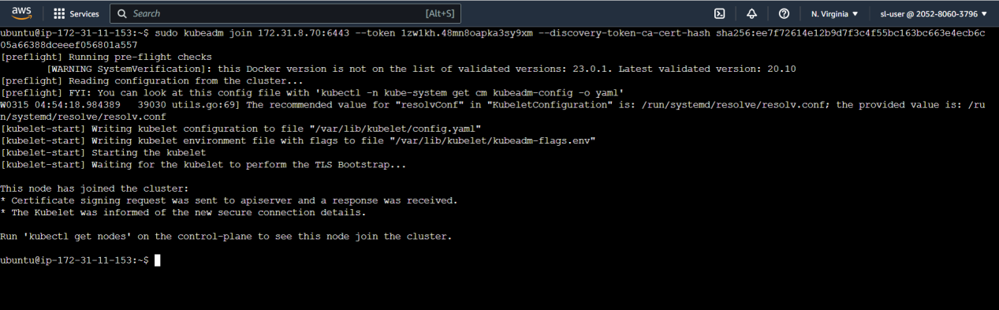 aws
Services
Search
[Alt+S]
N. Virginia ▼
sl-user @ 2052-8060-3796 ▼
ubuntu@ip-172-31-11-153:~$ sudo kubeadm join 172.31.8.70:6443 --token 1zw1kh.48mn8oapka3sy9xm --discovery-token-ca-cert-hash sha256:ee7f72614e12b9d7f3c4f55bc163bc663e4ecb6c
05a66388dceeef056801a557
[preflight] Running pre-flight checks
        [WARNING SystemVerification]: this Docker version is not on the list of validated versions: 23.0.1. Latest validated version: 20.10
[preflight] Reading configuration from the cluster...
[preflight] FYI: You can look at this config file with 'kubectl -n kube-system get cm kubeadm-config -o yaml'
W0315 04:54:18.984389   39030 utils.go:69] The recommended value for "resolvConf" in "KubeletConfiguration" is: /run/systemd/resolve/resolv.conf; the provided value is: /ru
n/systemd/resolve/resolv.conf
[kubelet-start] Writing kubelet configuration to file "/var/lib/kubelet/config.yaml"
[kubelet-start] Writing kubelet environment file with flags to file "/var/lib/kubelet/kubeadm-flags.env"
[kubelet-start] Starting the kubelet
[kubelet-start] Waiting for the kubelet to perform the TLS Bootstrap...

This node has joined the cluster:
* Certificate signing request was sent to apiserver and a response was received.
* The Kubelet was informed of the new secure connection details.

Run 'kubectl get nodes' on the control-plane to see this node join the cluster.

ubuntu@ip-172-31-11-153:~$